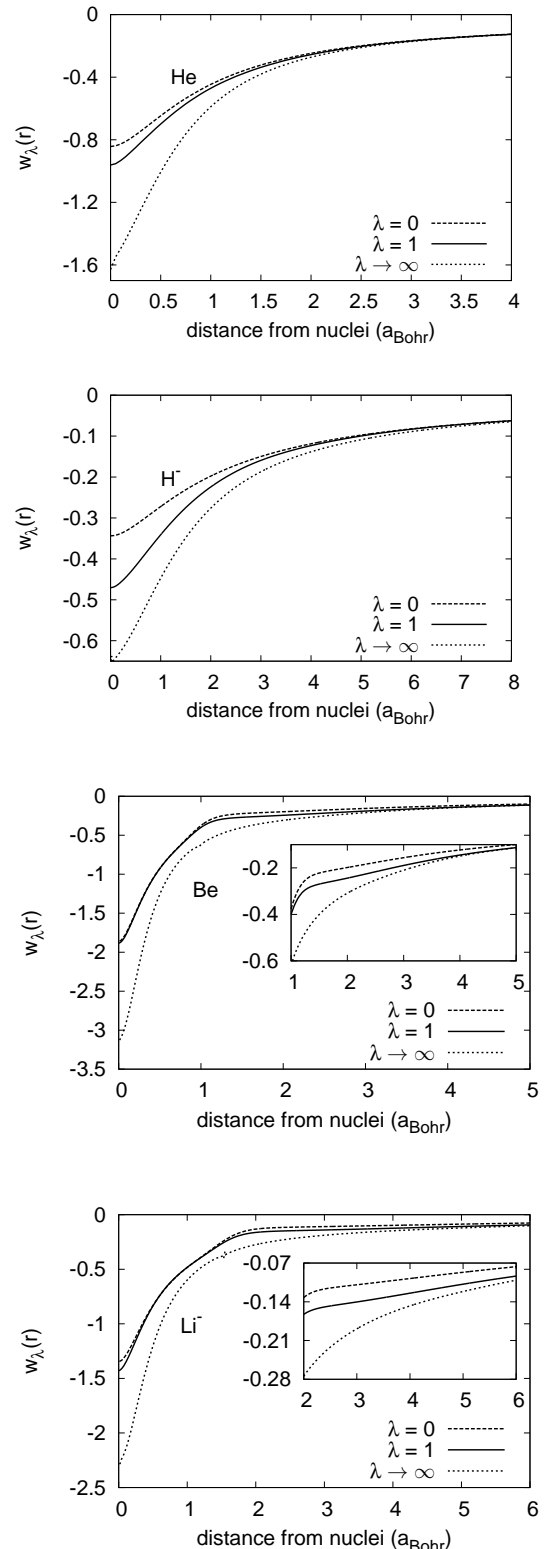 0
-0.4
-0.8
-1.2
-1.6
wλ(r)
He
λ = 0
λ = 1
λ → ∞
0 0.5 1 1.5 2 2.5 3 3.5 4
distance from nuclei (aBohr)
0
-0.1
-0.2
-0.3
-0.4
-0.5
-0.6
wλ(r)
H-
λ = 0
λ = 1
λ → ∞
0 1 2 3 4 5 6 7 8
distance from nuclei (aBohr)
0
-0.5
-1
-1.5
-2
-2.5
-3
-3.5
wλ(r)
Be
-0.2
-0.4
-0.6
1 2 3 4 5
λ = 0
λ = 1
λ → ∞
0 1 2 3 4 5
distance from nuclei (aBohr)
0
-0.5
-1
-1.5
-2
-2.5
wλ(r)
Li-
-0.07
-0.14
-0.21
-0.28
2 3 4 5 6
λ = 0
λ = 1
λ → ∞
0 1 2 3 4 5 6
distance from nuclei (aBohr)